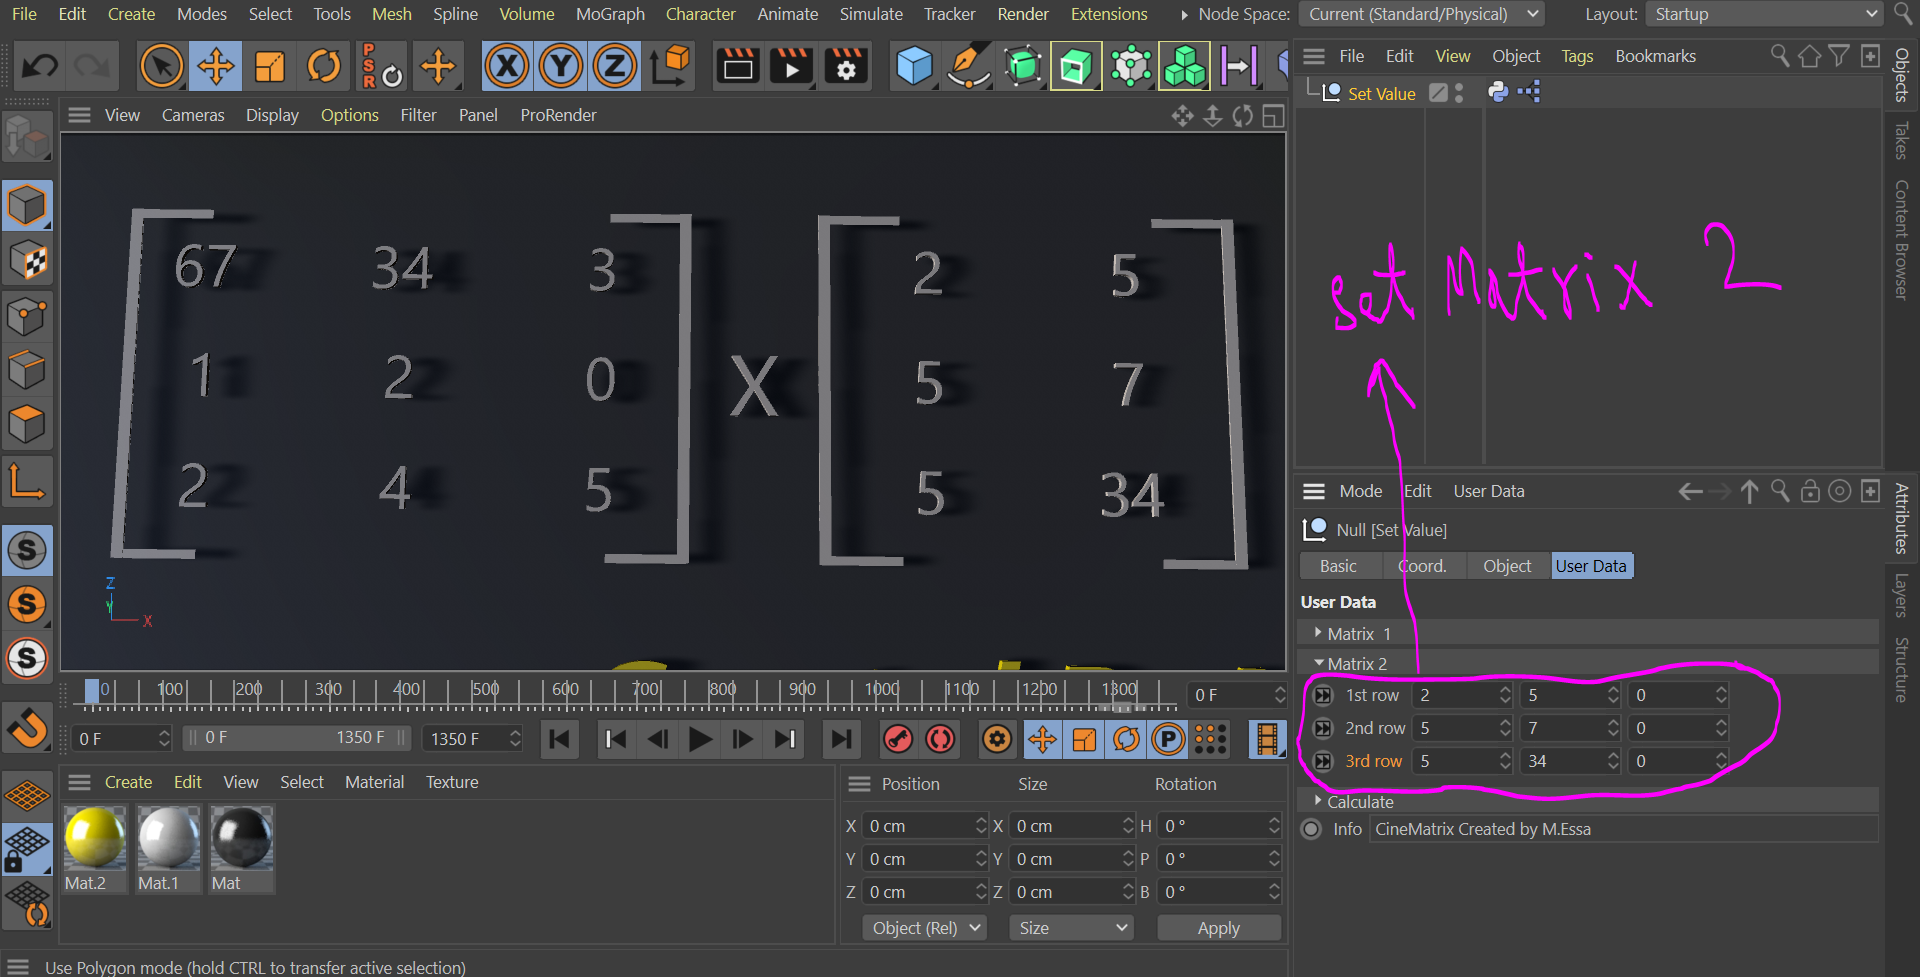 File Edit Create Modes Select Tools Mesh Spline Volume MoGraph Character Animate Simulate Tracker Render Extensions Node Space: Current (Standard/Physical) Layout: Startup
PSR X Y Z
File Edit View Object Tags Bookmarks
Objects
Takes
Content Browser
Set Value
View Cameras Display Options Filter Panel ProRender
67 34 3
1 2 0
2 4 5
X
2 5
5 7
5 34
Z
Y
X
set Matrix 2
Mode Edit User Data
Attributes
Layers
Structure
Null [Set Value]
Basic Coord. Object User Data
User Data
Matrix 1
Matrix 2
1st row 2 5 0
2nd row 5 7 0
3rd row 5 34 0
Calculate
Info CineMatrix Created by M.Essa
S
S
S
0 100 200 300 400 500 600 700 800 900 1000 1100 1200 1300 0 F
0 F 0 F 1350 F 1350 F P
Create Edit View Select Material Texture
Mat.2 Mat.1 Mat
Position Size Rotation
X 0 cm X 0 cm H 0 °
Y 0 cm Y 0 cm P 0 °
Z 0 cm Z 0 cm B 0 °
Object (Rel) Size Apply
Use Polygon mode (hold CTRL to transfer active selection)